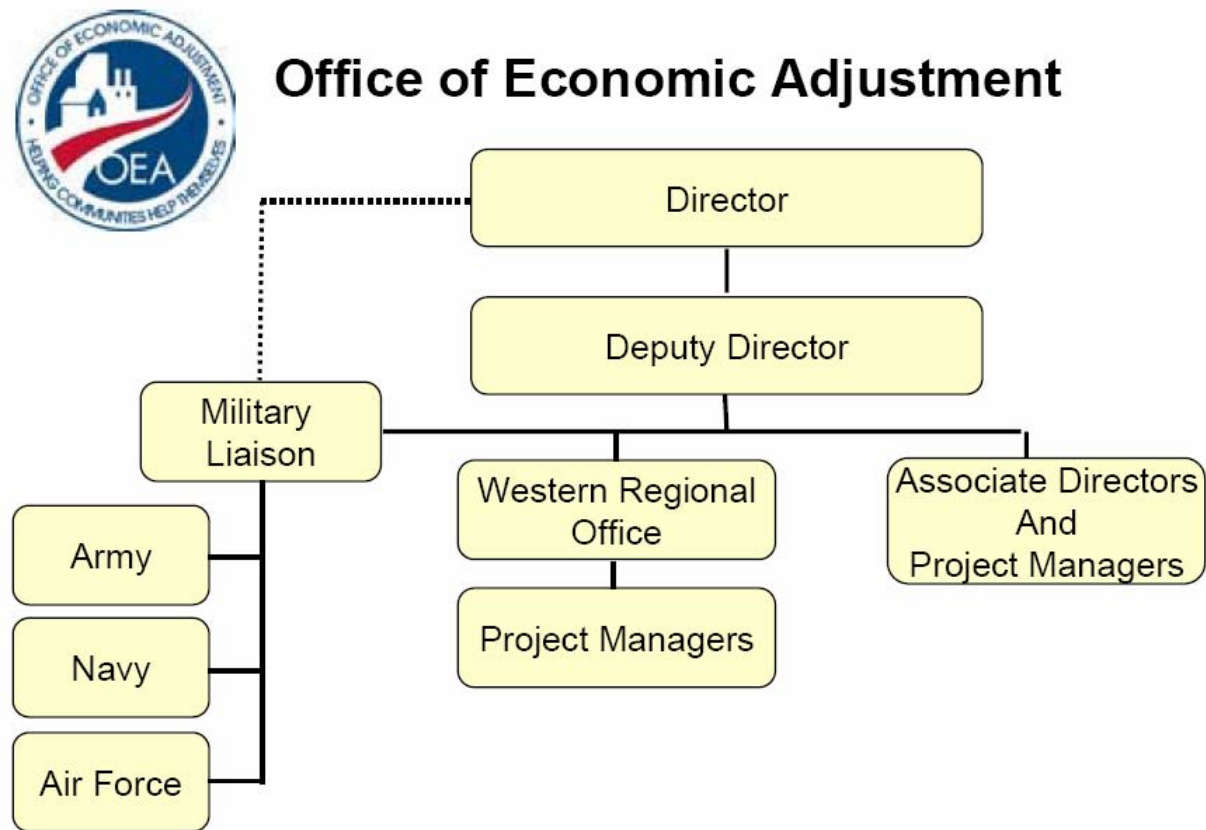 OFFICE OF ECONOMIC ADJUSTMENT
HELPING COMMUNITIES HELP THEMSELVES
OEA
Office of Economic Adjustment
Director
Deputy Director
Military
Liaison
Western Regional
Office
Associate Directors
And
Project Managers
Army
Project Managers
Navy
Air Force